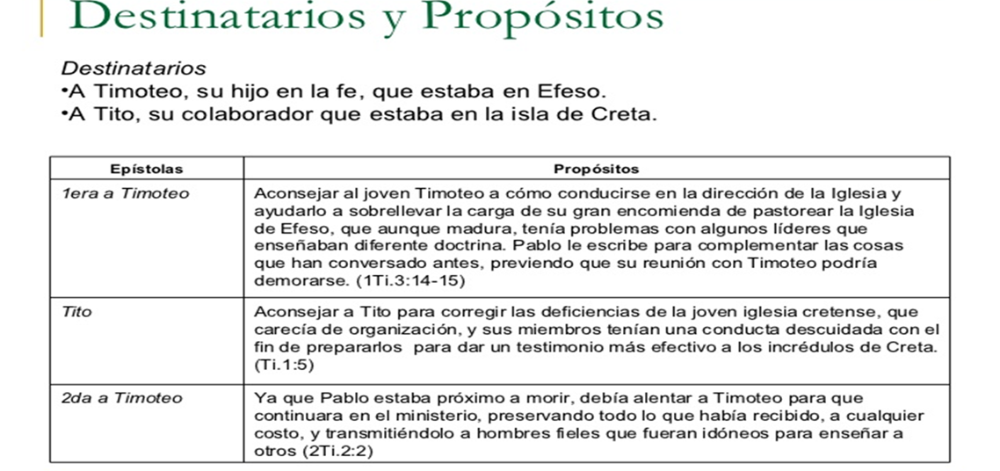 Destinatarios y Propósitos
Destinatarios
•A Timoteo, su hijo en la fe, que estaba en Efeso.
•A Tito, su colaborador que estaba en la isla de Creta.
Epístolas
Propósitos
1era a Timoteo
Aconsejar al joven Timoteo a cómo conducirse en la dirección de la Iglesia y
ayudarlo a sobrellevar la carga de su gran encomienda de pastorear la Iglesia
de Efeso, que aunque madura, tenía problemas con algunos líderes que
enseñaban diferente doctrina. Pablo le escribe para complementar las cosas
que han conversado antes, previendo que su reunión con Timoteo podría
demorarse. (1Ti.3:14-15)
Tito
Aconsejar a Tito para corregir las deficiencias de la joven iglesia cretense, que
carecía de organización, y sus miembros tenían una conducta descuidada con el
fin de prepararlos para dar un testimonio más efectivo a los incrédulos de Creta.
(Ti.1:5)
2da a Timoteo
Ya que Pablo estaba próximo a morir, debía alentar a Timoteo para que
continuara en el ministerio, preservando todo lo que había recibido, a cualquier
costo, y transmitiéndolo a hombres fieles que fueran idóneos para enseñar a
otros (2Ti.2:2)